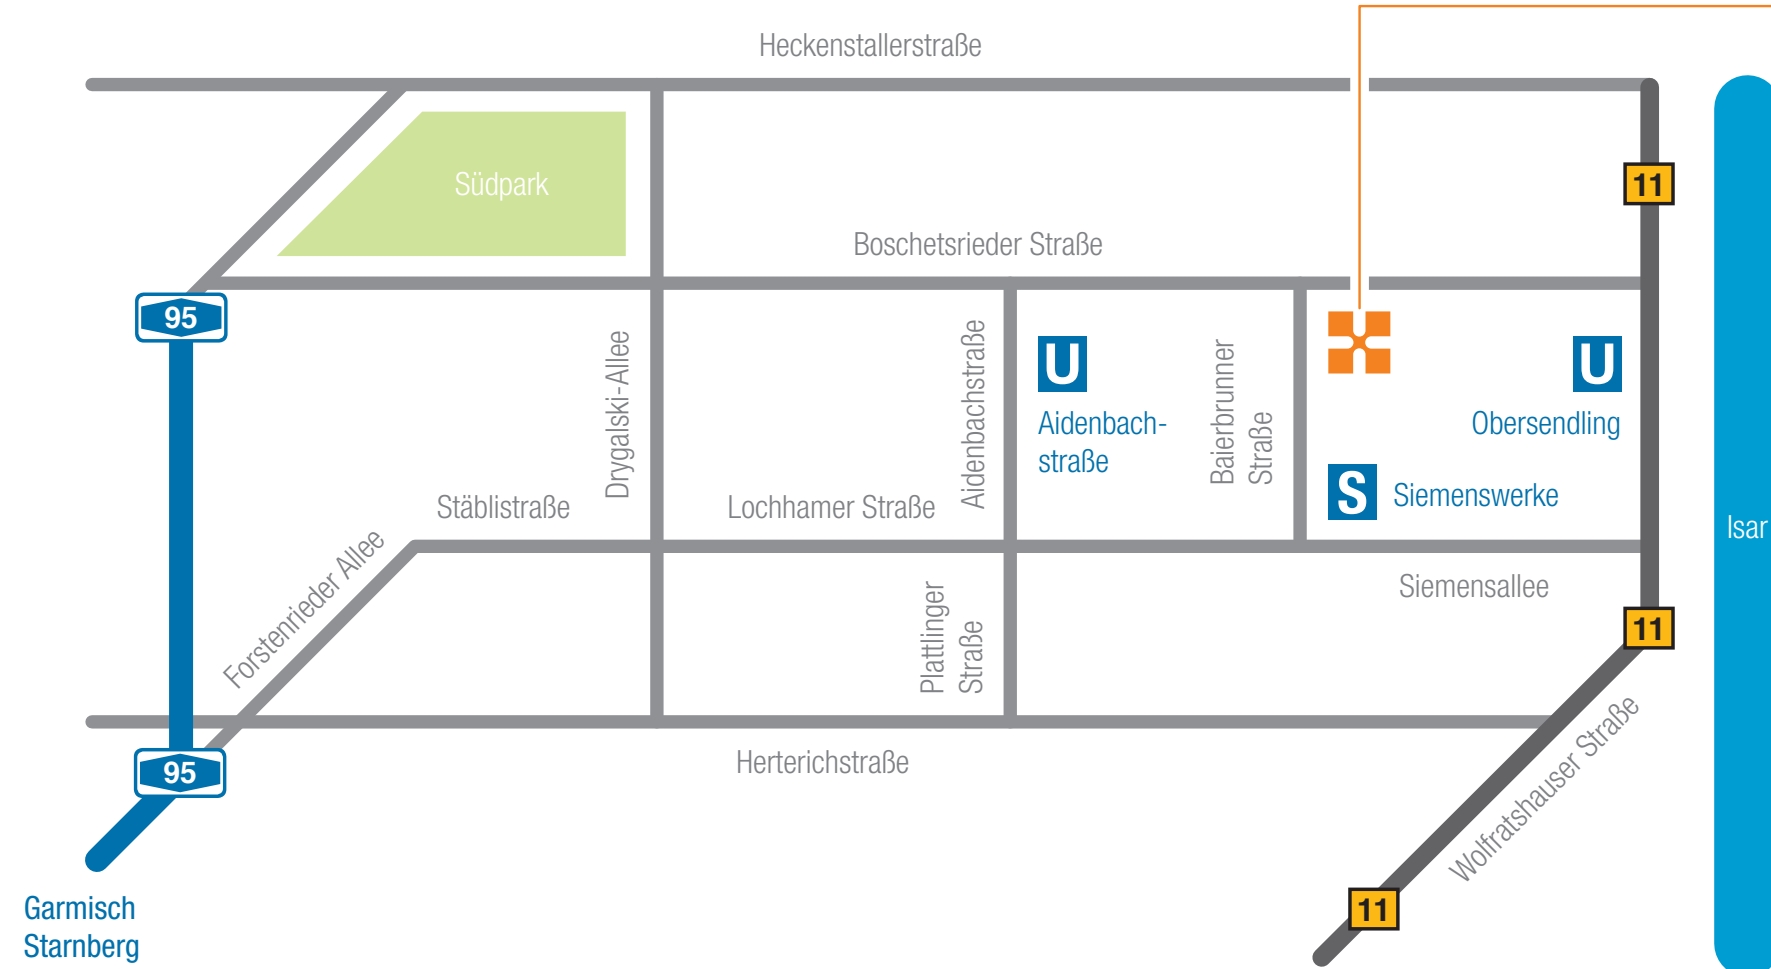 Heckenstallerstraße
Südpark
11
Boschetsrieder Straße
95
Drygalski-Allee
Aidenbachstraße
U
Aidenbach-
straße
Baierbrunner
Straße
U
Obersendling
S Siemenswerke
Stäblistraße
Lochhamer Straße
Isar
Forstenrieder Allee
Siemensallee
Plattlinger
Straße
11
95
Herterichstraße
Wolfratshauser Straße
11
Garmisch
Starnberg